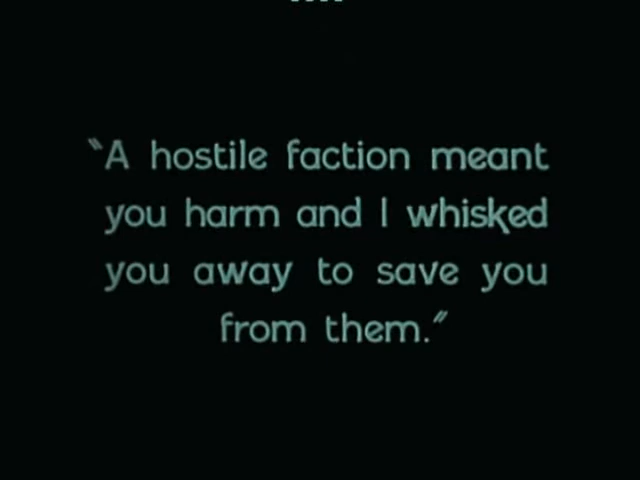 "A hostile faction meant
you harm and I whisked
you away to save you
from them."